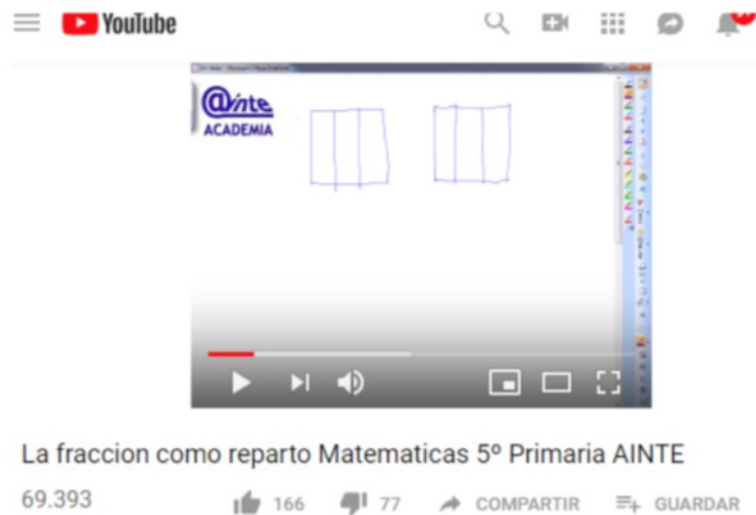 YouTube
@inte
ACADEMIA
La fraccion como reparto Matematicas 5º Primaria AINTE
69.393
166 77 COMPARTIR GUARDAR